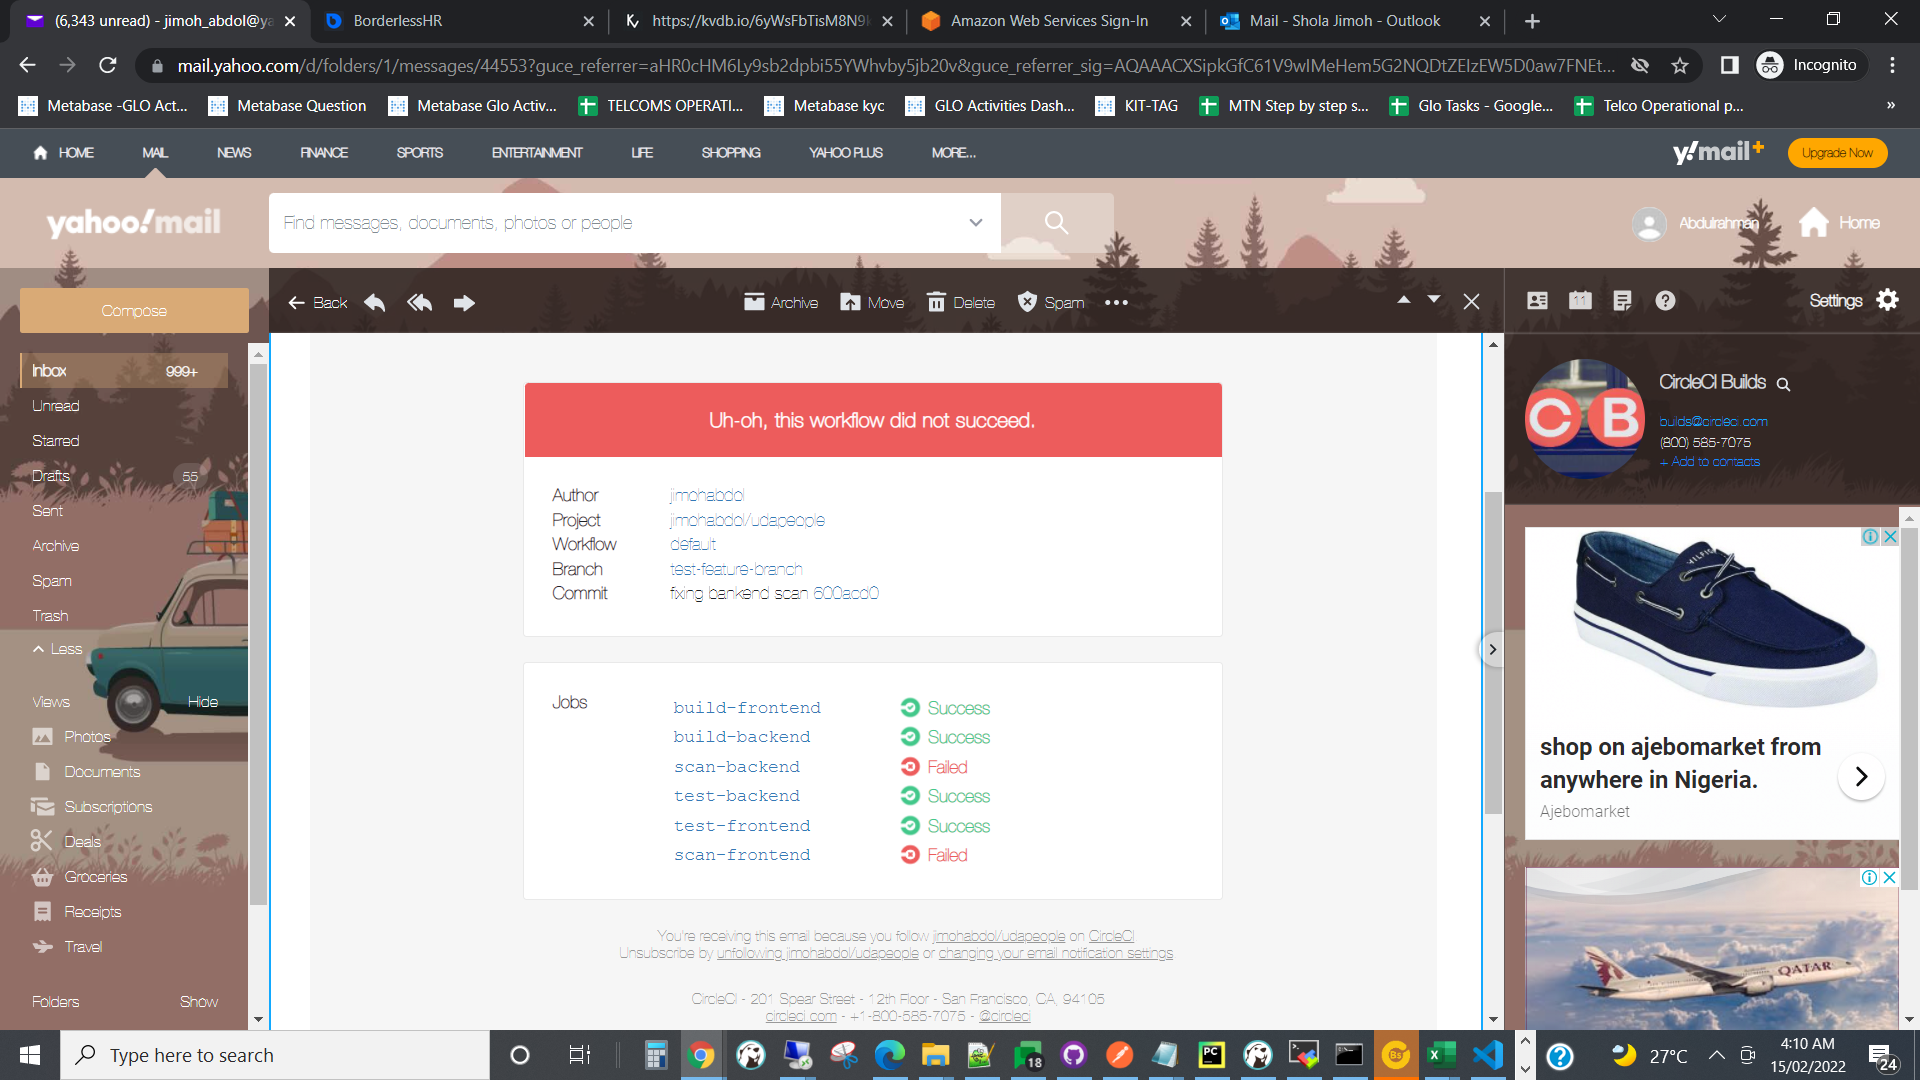 (6,343 unread) - jimoh_abdol@ya
BorderlessHR
https://kvdb.io/6yWsFbTisM8N9k
Amazon Web Services Sign-In
Mail - Shola Jimoh - Outlook
mail.yahoo.com/d/folders/1/messages/44553?guce_referrer=aHR0cHM6Ly9sb2dpbi55YWhvby5jb20v&guce_referrer_sig=AQAAACXSipkGfC61V9wIMeHem5G2NQDtZEIzEW5D0aw7FNEt...
Incognito
Metabase -GLO Act...
Metabase Question
Metabase Glo Activ...
TELCOMS OPERATI...
Metabase kyc
GLO Activities Dash...
KIT-TAG
MTN Step by step s...
Glo Tasks - Google...
Telco Operational p...
»
HOME MAIL NEWS FINANCE SPORTS ENTERTAINMENT LIFE SHOPPING YAHOO PLUS MORE...
y!mail+
Upgrade Now
yahoo!mail
Find messages, documents, photos or people
Abdulrahman
Home
Compose
Back
Archive
Move
Delete
Spam
11
Settings
Inbox 999+
Unread
Starred
Drafts 55
Sent
Archive
Spam
Trash
Less
Views Hide
Photos
Documents
Subscriptions
Deals
Groceries
Receipts
Travel
Folders Show
Uh-oh, this workflow did not succeed.
Author jimohabdol
Project jimohabdol/udapeople
Workflow default
Branch test-feature-branch
Commit fixing bankend scan 600acd0
Jobs
build-frontend Success
build-backend Success
scan-backend Failed
test-backend Success
test-frontend Success
scan-frontend Failed
You're receiving this email because you follow jimohabdol/udapeople on CircleCI
Unsubscribe by unfollowing jimohabdol/udapeople or changing your email notification settings
CircleCI - 201 Spear Street - 12th Floor - San Francisco, CA, 94105
circleci.com - +1-800-585-7075 - @circleci
CB
CircleCI Builds
builds@circleci.com
(800) 585-7075
+ Add to contacts
shop on ajebomarket from
anywhere in Nigeria.
Ajebomarket
QATAR
Type here to search
18
PC
Bs
27°C
4:10 AM
15/02/2022
24